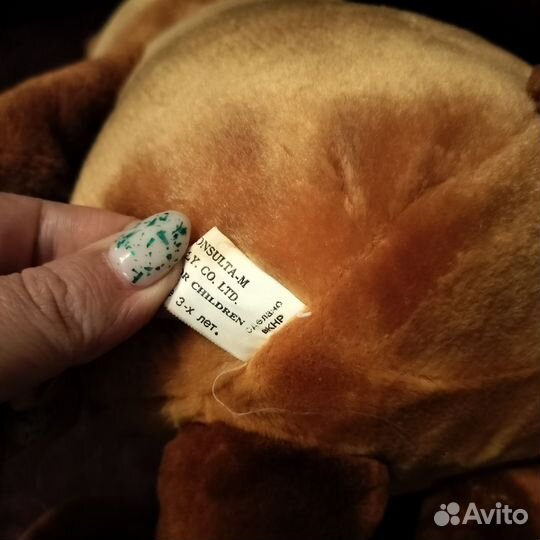 ONSULTA-M
LY. CO. LTD.
R CHILDREN
3-х лет.
Сделано
в КНР
Avito